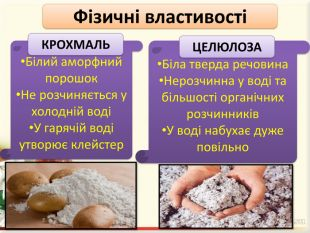 Фізичні властивості
КРОХМАЛЬ
•Білий аморфний
порошок
•Не розчиняється у
холодній воді
•У гарячій воді
утворює клейстер
ЦЕЛЮЛОЗА
•Біла тверда речовина
•Нерозчинна у воді та
більшості органічних
розчинників
•У воді набухає дуже
повільно